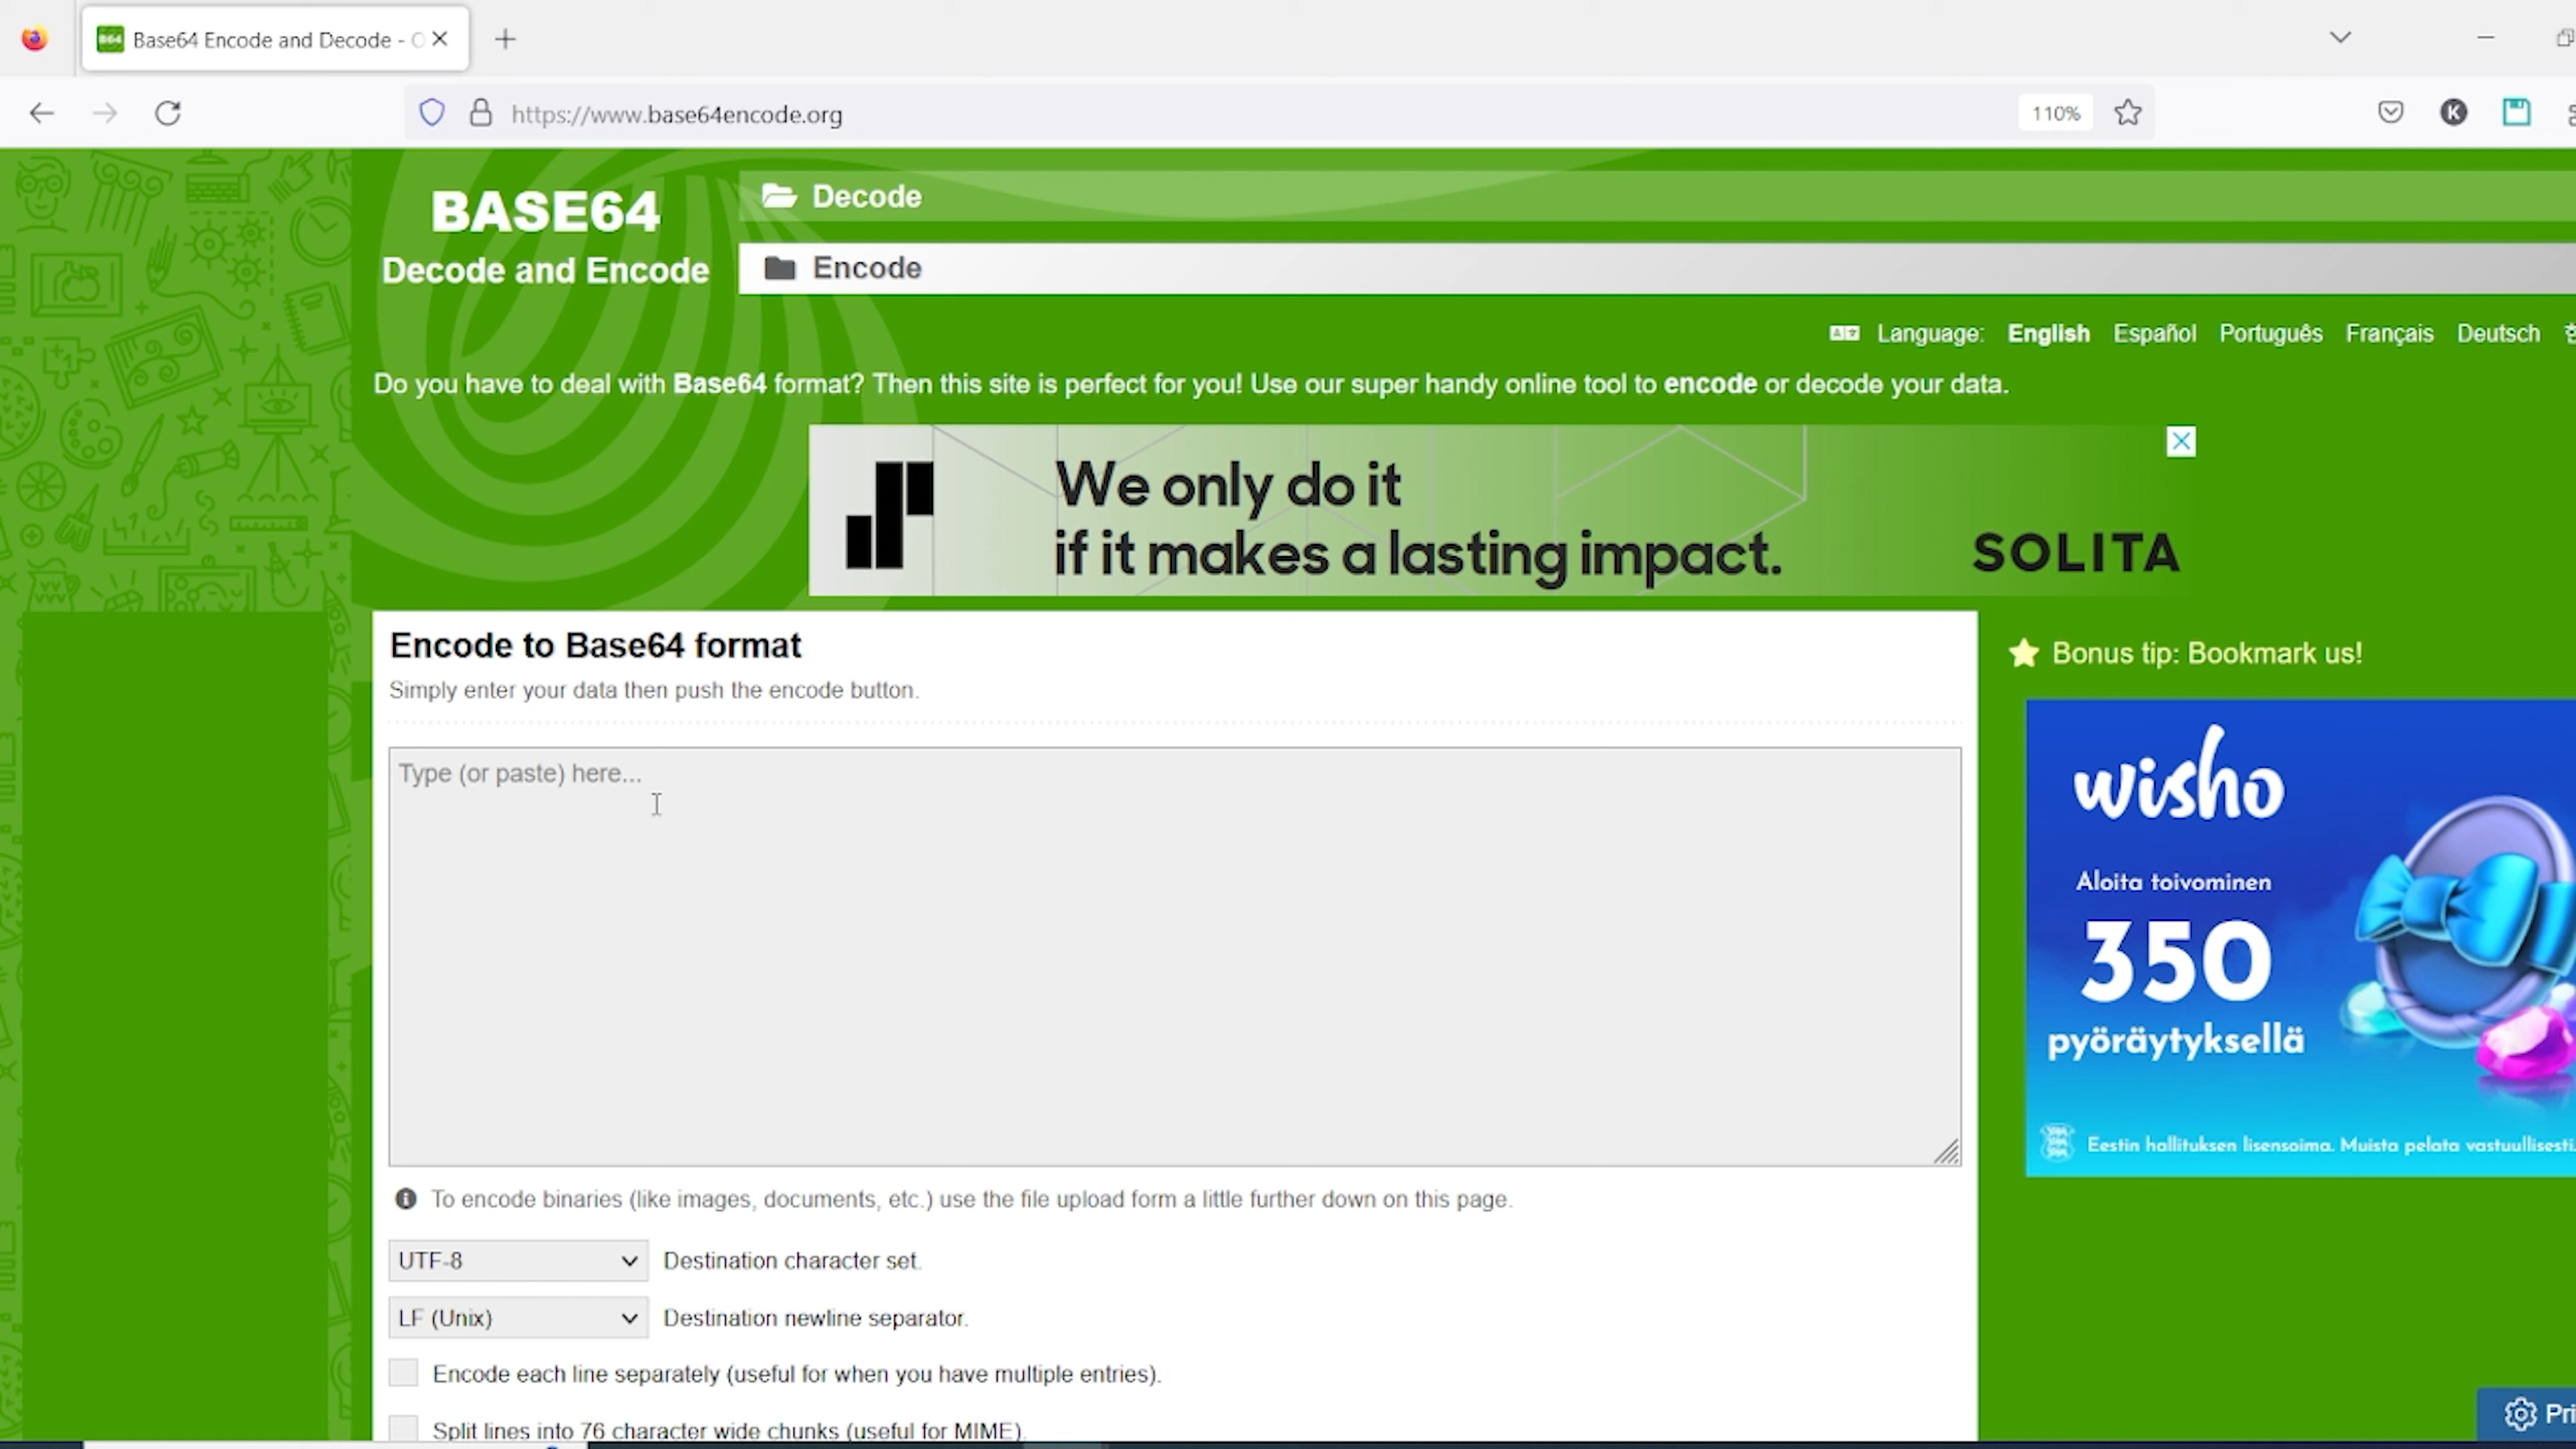 Base64 Encode and Decode -
https://www.base64encode.org
110%
K
BASE64
Decode and Encode
Decode
Encode
Language: English Español Português Français Deutsch
Do you have to deal with Base64 format? Then this site is perfect for you! Use our super handy online tool to encode or decode your data.
We only do it
if it makes a lasting impact.
SOLITA
Encode to Base64 format
Simply enter your data then push the encode button.
Bonus tip: Bookmark us!
Type (or paste) here...
wisho
Aloita toivominen
350
pyöräytyksellä
Eestin hallituksen lisensoima. Muista pelata vastuullisesti.
To encode binaries (like images, documents, etc.) use the file upload form a little further down on this page.
UTF-8 Destination character set.
LF (Unix) Destination newline separator.
Encode each line separately (useful for when you have multiple entries).
Split lines into 76 character wide chunks (useful for MIME).